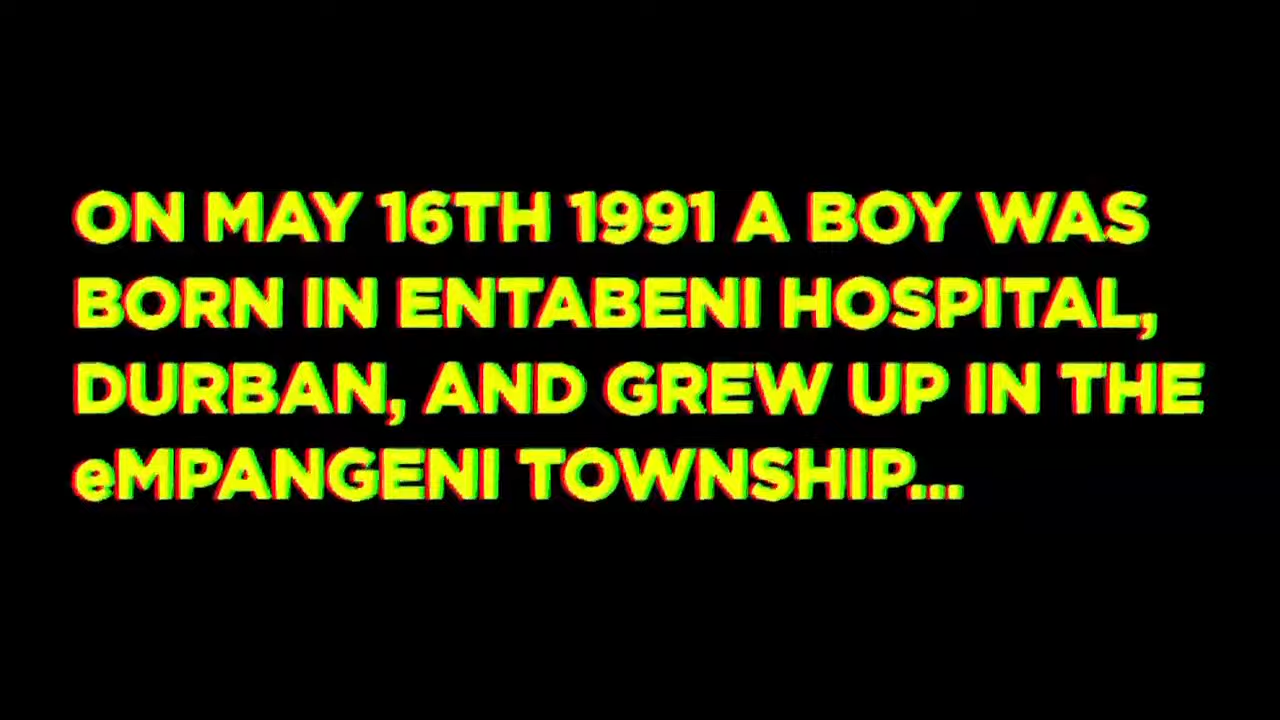 ON MAY 16TH 1991 A BOY WAS
BORN IN ENTABENI HOSPITAL,
DURBAN, AND GREW UP IN THE
eMPANGENI TOWNSHIP...